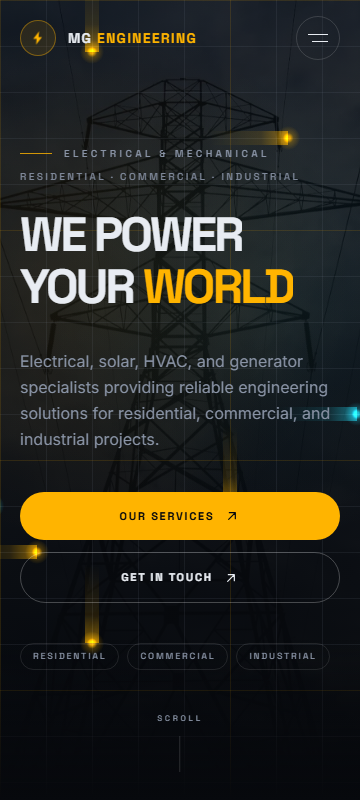 MG ENGINEERING
ELECTRICAL & MECHANICAL
RESIDENTIAL · COMMERCIAL · INDUSTRIAL
WE POWER
YOUR WORLD
Electrical, solar, HVAC, and generator
specialists providing reliable engineering
solutions for residential, commercial, and
industrial projects.
OUR SERVICES
GET IN TOUCH
RESIDENTIAL COMMERCIAL INDUSTRIAL
SCROLL